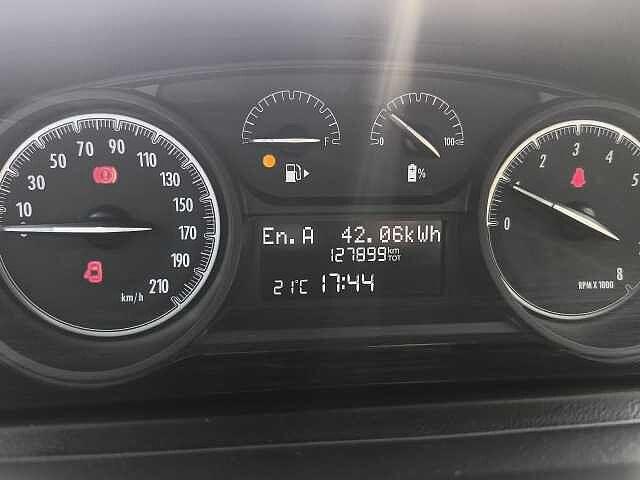 10 30 50 70 90 110 130 150 170 190 210
km/h
F
0 100
%
En.A 42.06kWh
127899 km TOT
21°C 17:44
0 1 2 3 4 5 8
RPM X 1000